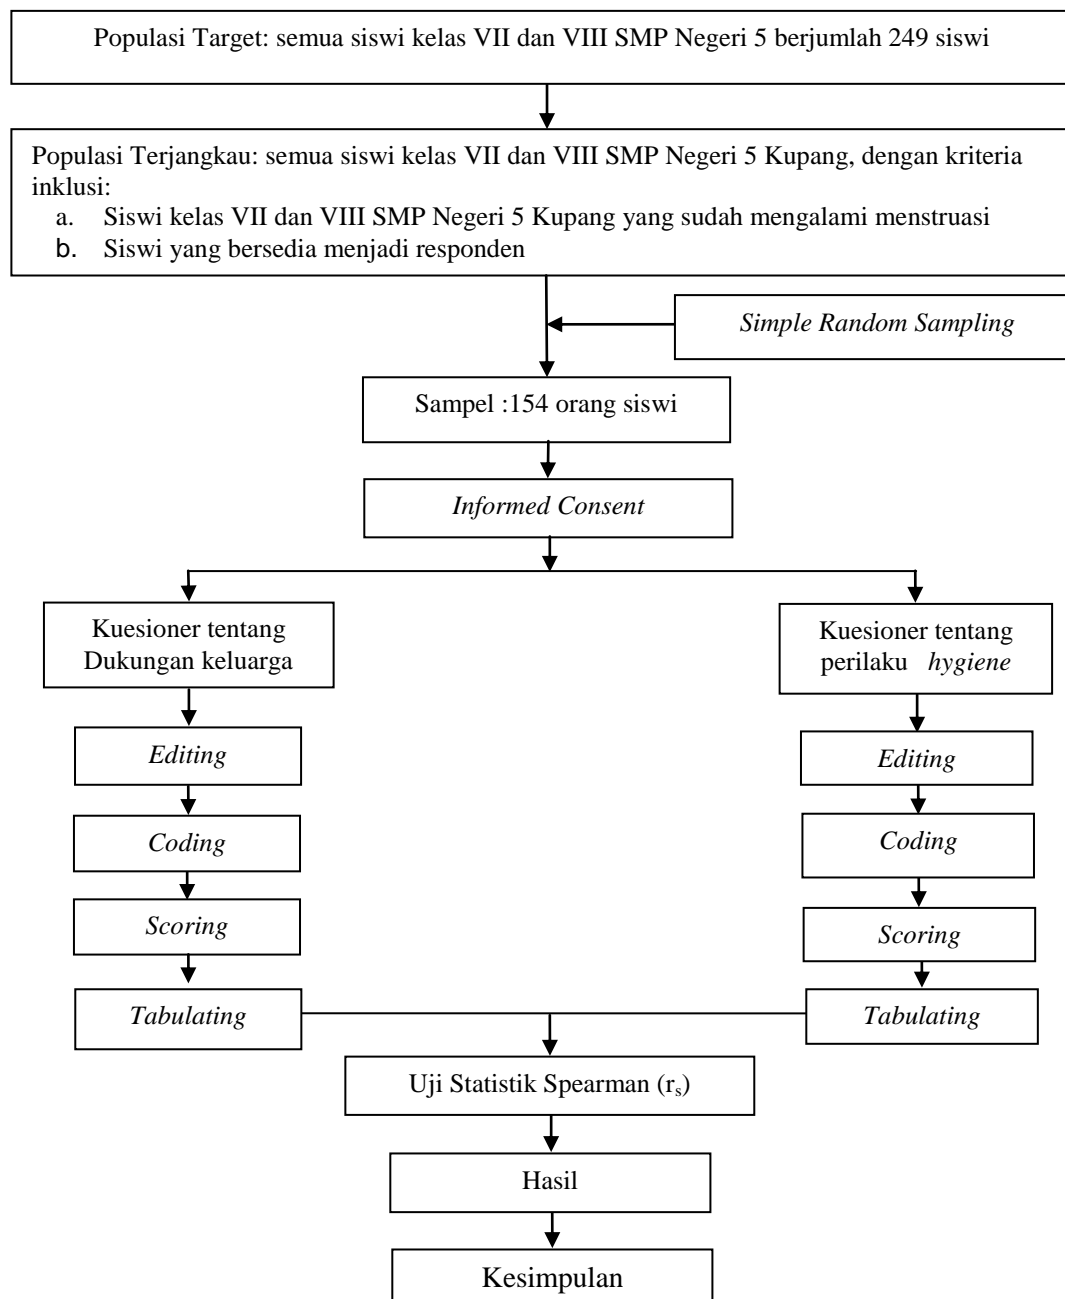 Populasi Target: semua siswi kelas VII dan VIII SMP Negeri 5 berjumlah 249 siswi
Populasi Terjangkau: semua siswi kelas VII dan VIII SMP Negeri 5 Kupang, dengan kriteria
inklusi:
a. Siswi kelas VII dan VIII SMP Negeri 5 Kupang yang sudah mengalami menstruasi
b. Siswi yang bersedia menjadi responden
Simple Random Sampling
Sampel :154 orang siswi
Informed Consent
Kuesioner tentang
Dukungan keluarga
Editing
Coding
Scoring
Tabulating
Kuesioner tentang
perilaku hygiene
Editing
Coding
Scoring
Tabulating
Uji Statistik Spearman (rs)
Hasil
Kesimpulan